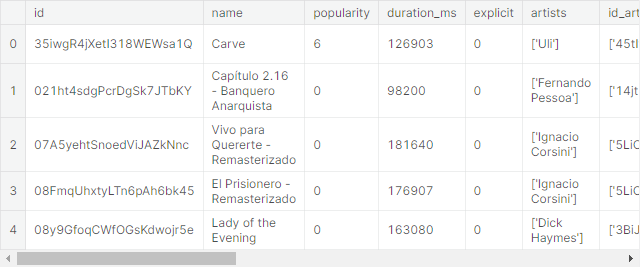 id name popularity duration_ms explicit artists id_art
0 35iwgR4jXetI318WEWsa1Q Carve 6 126903 0 ['Uli'] ['45tI
1 021ht4sdgPcrDgSk7JTbKY Capítulo 2.16 - Banquero Anarquista 0 98200 0 ['Fernando Pessoa'] ['14jt
2 07A5yehtSnoedViJAZkNnc Vivo para Quererte - Remasterizado 0 181640 0 ['Ignacio Corsini'] ['5LiC
3 08FmqUhxtyLTn6pAh6bk45 El Prisionero - Remasterizado 0 176907 0 ['Ignacio Corsini'] ['5LiC
4 08y9GfoqCWfOGsKdwojr5e Lady of the Evening 0 163080 0 ['Dick Haymes'] ['3BiJ